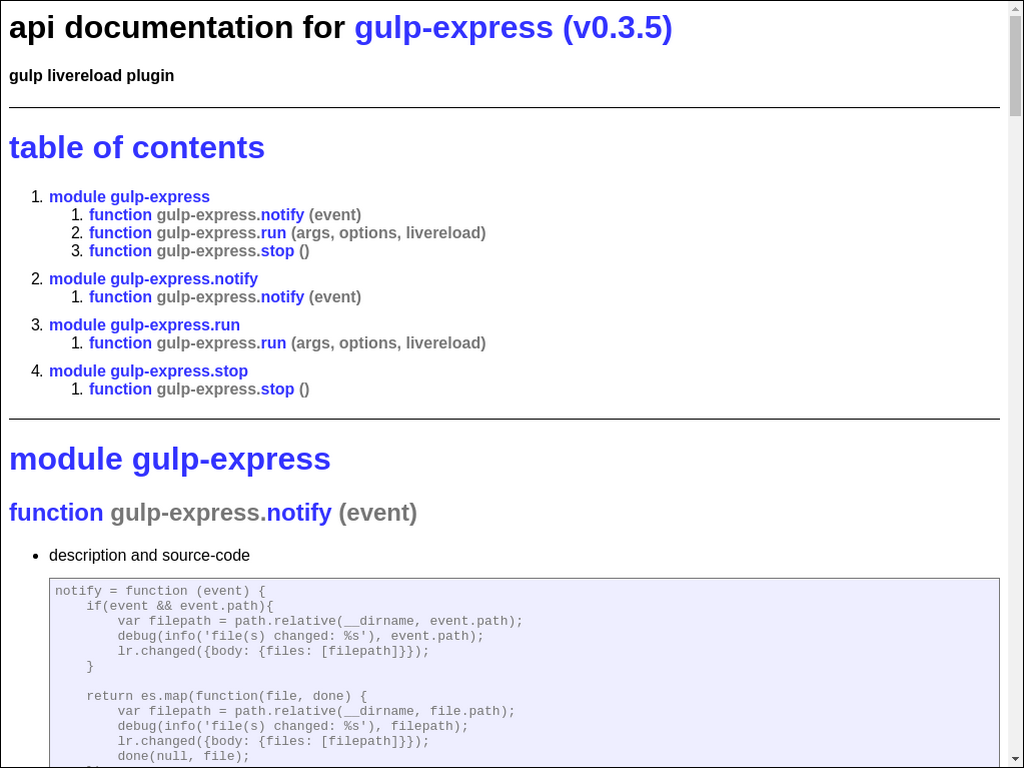 api documentation for gulp-express (v0.3.5)
gulp livereload plugin
table of contents
1. module gulp-express
1. function gulp-express.notify (event)
2. function gulp-express.run (args, options, livereload)
3. function gulp-express.stop ()
2. module gulp-express.notify
1. function gulp-express.notify (event)
3. module gulp-express.run
1. function gulp-express.run (args, options, livereload)
4. module gulp-express.stop
1. function gulp-express.stop ()
module gulp-express
function gulp-express.notify (event)
• description and source-code
notify = function (event) {
    if(event && event.path){
        var filepath = path.relative(__dirname, event.path);
        debug(info('file(s) changed: %s'), event.path);
        lr.changed({body: {files: [filepath]}});
    }
    return es.map(function(file, done) {
        var filepath = path.relative(__dirname, file.path);
        debug(info('file(s) changed: %s'), filepath);
        lr.changed({body: {files: [filepath]}});
        done(null, file);